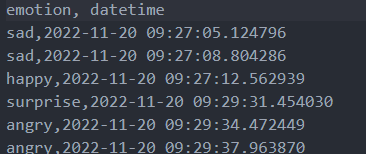 emotion, datetime
sad,2022-11-20 09:27:05.124796
sad,2022-11-20 09:27:08.804286
happy,2022-11-20 09:27:12.562939
surprise,2022-11-20 09:29:31.454030
angry,2022-11-20 09:29:34.472449
angry,2022-11-20 09:29:37.963870